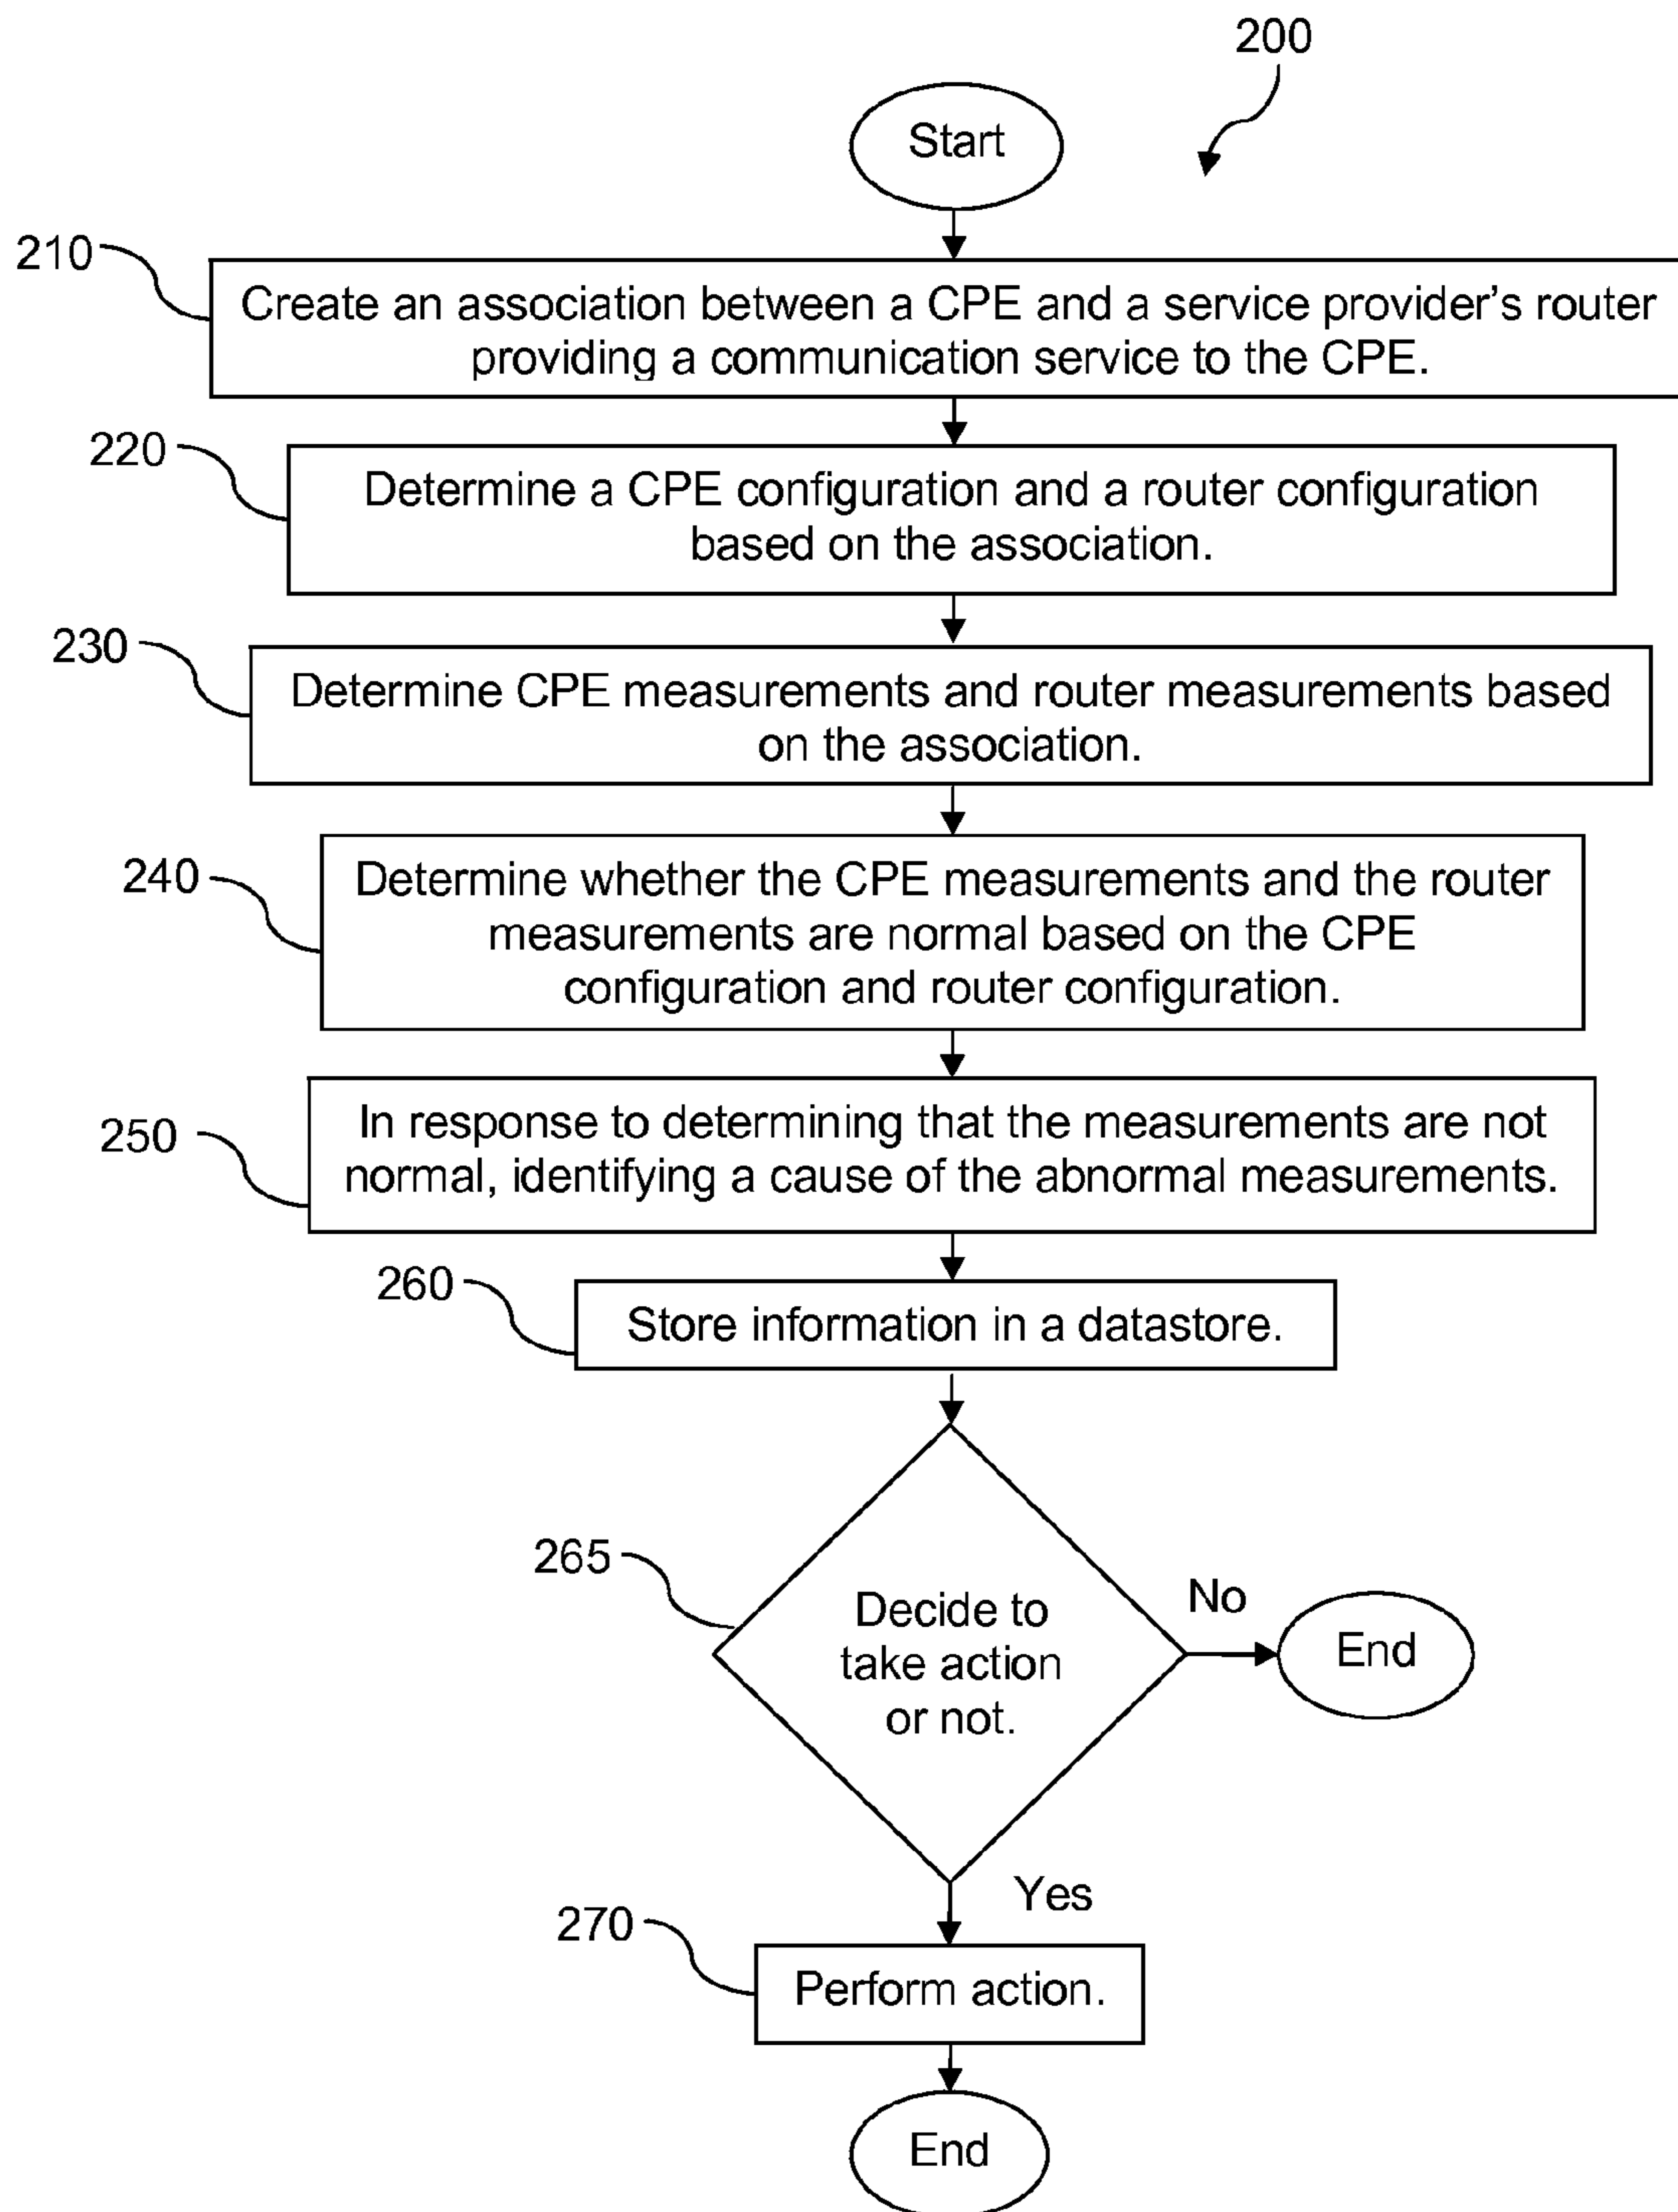 200
Start
210
Create an association between a CPE and a service provider's router
providing a communication service to the CPE.
220
Determine a CPE configuration and a router configuration
based on the association.
230
Determine CPE measurements and router measurements based
on the association.
240
Determine whether the CPE measurements and the router
measurements are normal based on the CPE
configuration and router configuration.
250
In response to determining that the measurements are not
normal, identifying a cause of the abnormal measurements.
260
Store information in a datastore.
265
Decide to
take action
or not.
No
End
Yes
270
Perform action.
End